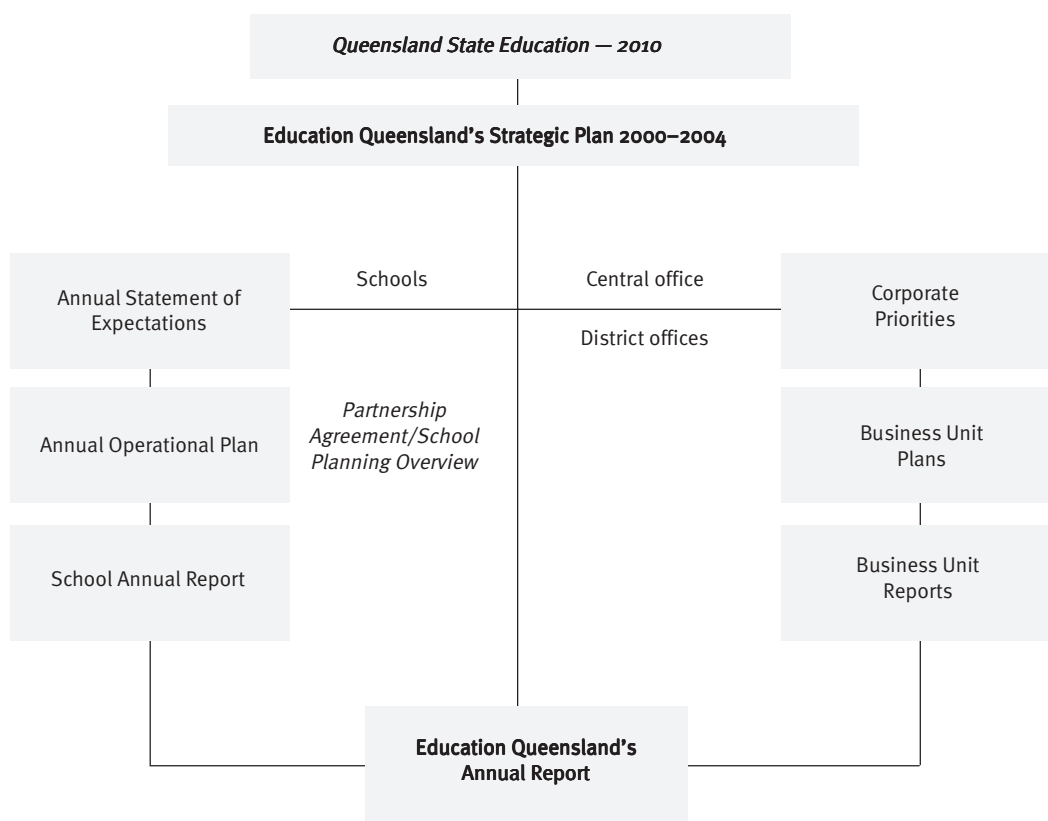 Queensland State Education — 2010
Education Queensland’s Strategic Plan 2000–2004
Schools
Central office
District offices
Annual Statement of
Expectations
Corporate
Priorities
Annual Operational Plan
Partnership
Agreement/School
Planning Overview
Business Unit
Plans
School Annual Report
Business Unit
Reports
Education Queensland’s
Annual Report